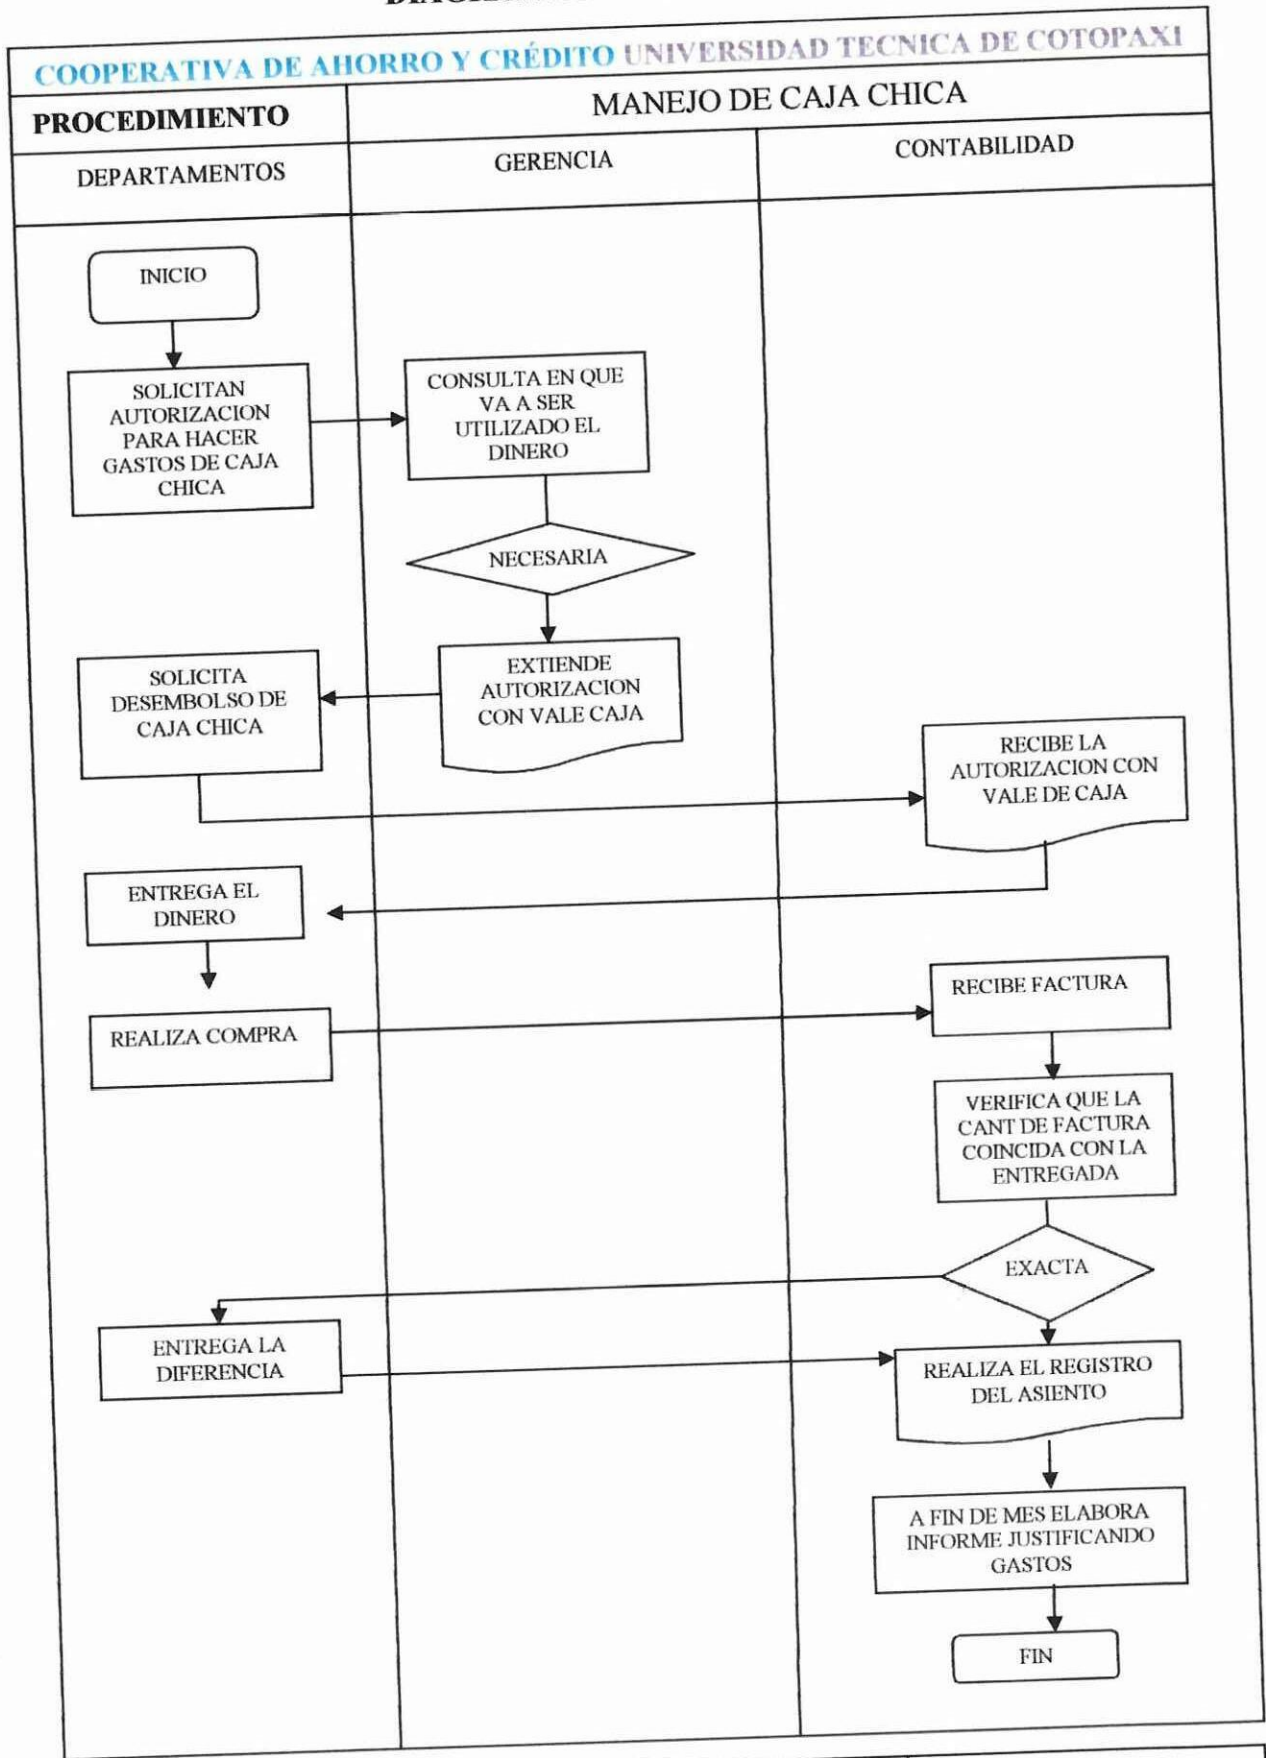 COOPERATIVA DE AHORRO Y CRÉDITO UNIVERSIDAD TECNICA DE COTOPAXI
PROCEDIMIENTO
MANEJO DE CAJA CHICA
DEPARTAMENTOS
GERENCIA
CONTABILIDAD
INICIO
SOLICITAN
AUTORIZACION
PARA HACER
GASTOS DE CAJA
CHICA
CONSULTA EN QUE
VA A SER
UTILIZADO EL
DINERO
NECESARIA
EXTIENDE
AUTORIZACION
CON VALE CAJA
SOLICITA
DESEMBOLSO DE
CAJA CHICA
RECIBE LA
AUTORIZACION CON
VALE DE CAJA
ENTREGA EL
DINERO
REALIZA COMPRA
RECIBE FACTURA
VERIFICA QUE LA
CANT DE FACTURA
COINCIDA CON LA
ENTREGADA
EXACTA
ENTREGA LA
DIFERENCIA
REALIZA EL REGISTRO
DEL ASIENTO
A FIN DE MES ELABORA
INFORME JUSTIFICANDO
GASTOS
FIN